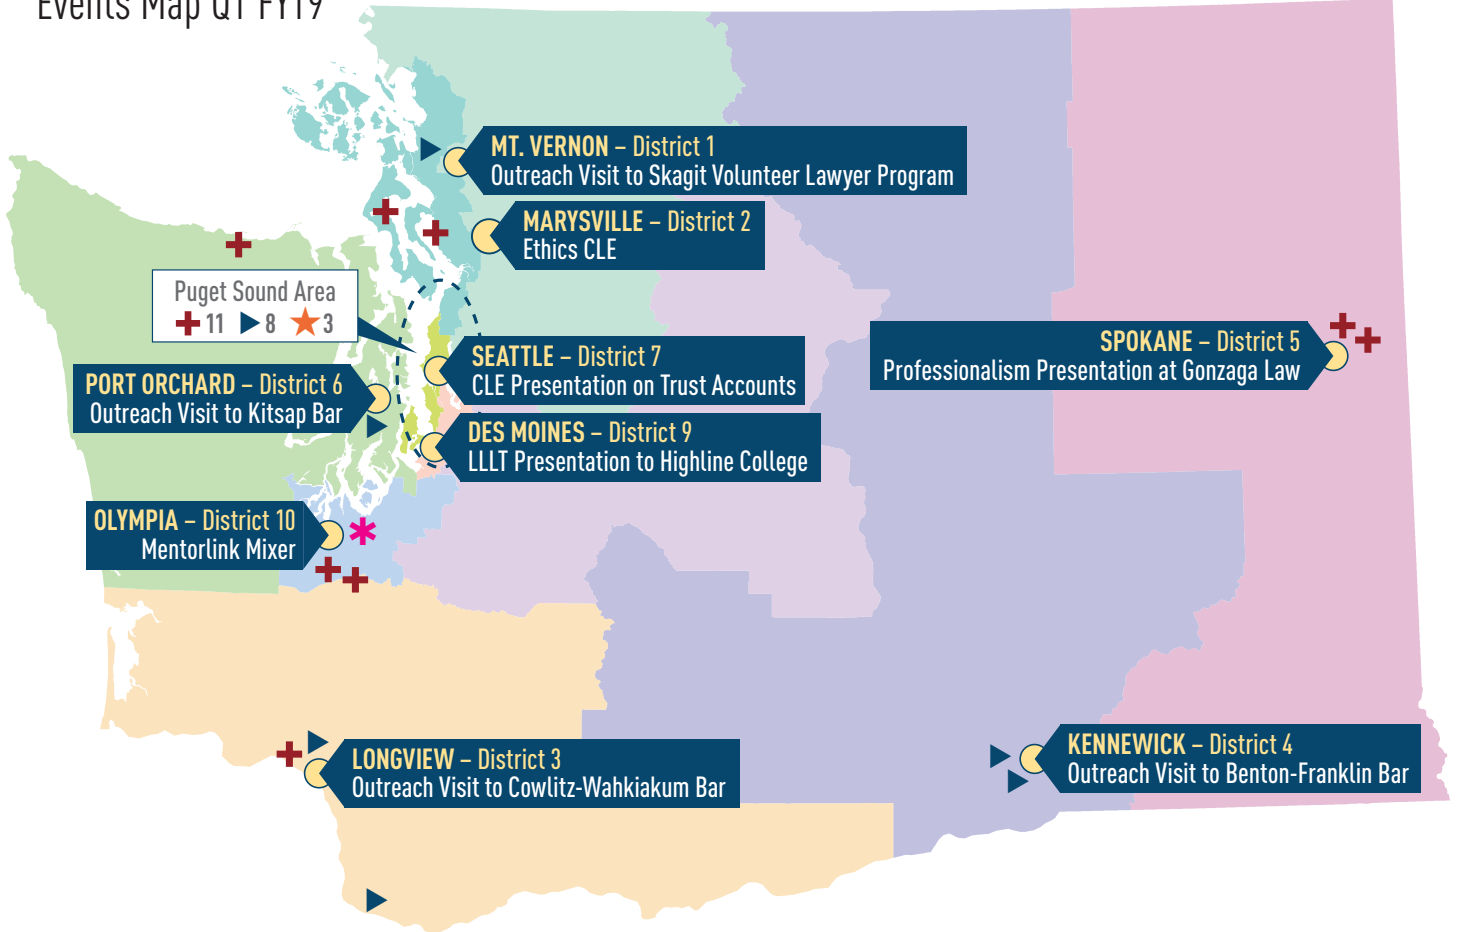 Events Map Q1 FY19
MT. VERNON – District 1
Outreach Visit to Skagit Volunteer Lawyer Program
MARYSVILLE – District 2
Ethics CLE
Puget Sound Area
11 8 3
SEATTLE – District 7
CLE Presentation on Trust Accounts
SPOKANE – District 5
Professionalism Presentation at Gonzaga Law
PORT ORCHARD – District 6
Outreach Visit to Kitsap Bar
DES MOINES – District 9
LLLT Presentation to Highline College
OLYMPIA – District 10
Mentorlink Mixer
LONGVIEW – District 3
Outreach Visit to Cowlitz-Wahkiakum Bar
KENNEWICK – District 4
Outreach Visit to Benton-Franklin Bar